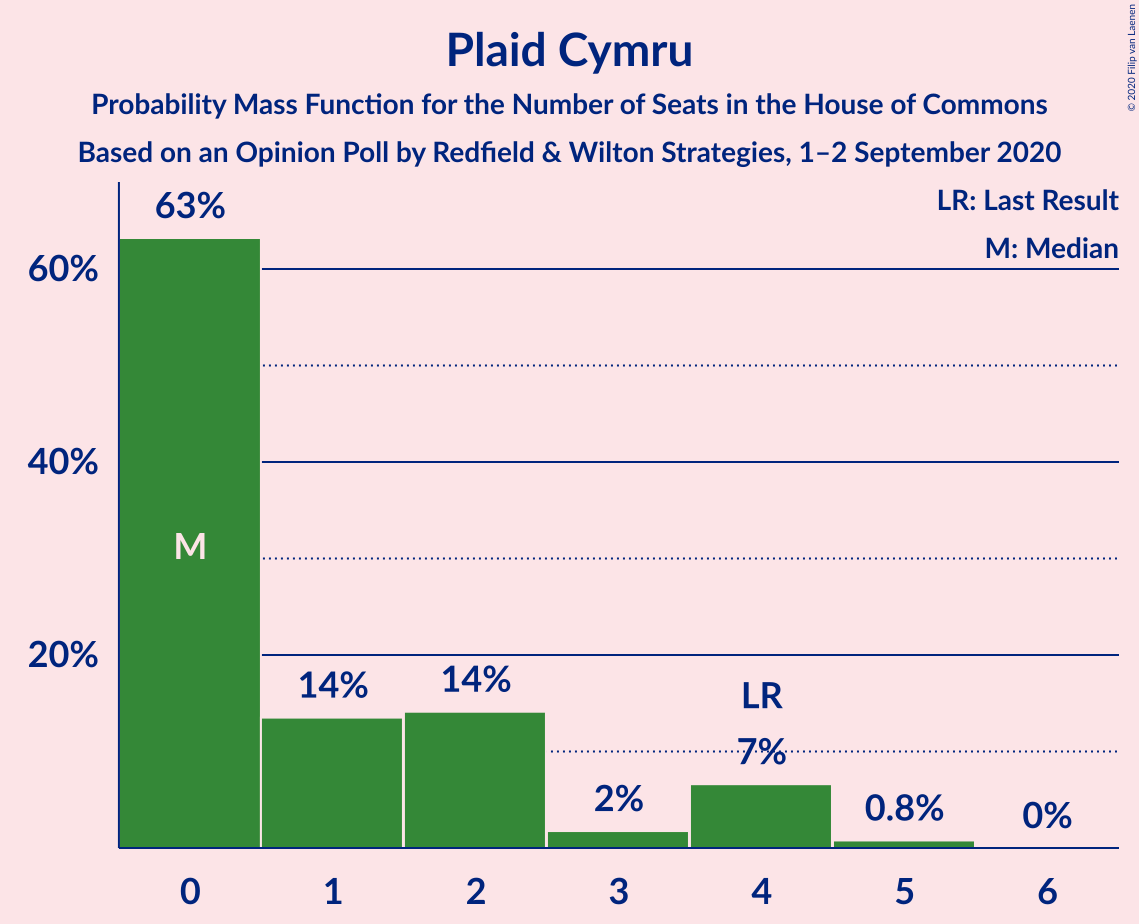 Plaid Cymru
Probability Mass Function for the Number of Seats in the House of Commons
Based on an Opinion Poll by Redfield & Wilton Strategies, 1–2 September 2020
© 2020 Filip van Laenen
LR: Last Result
M: Median
63%
60%
40%
M
20%
14%
14%
LR
7%
2%
0.8%
0%
0 1 2 3 4 5 6